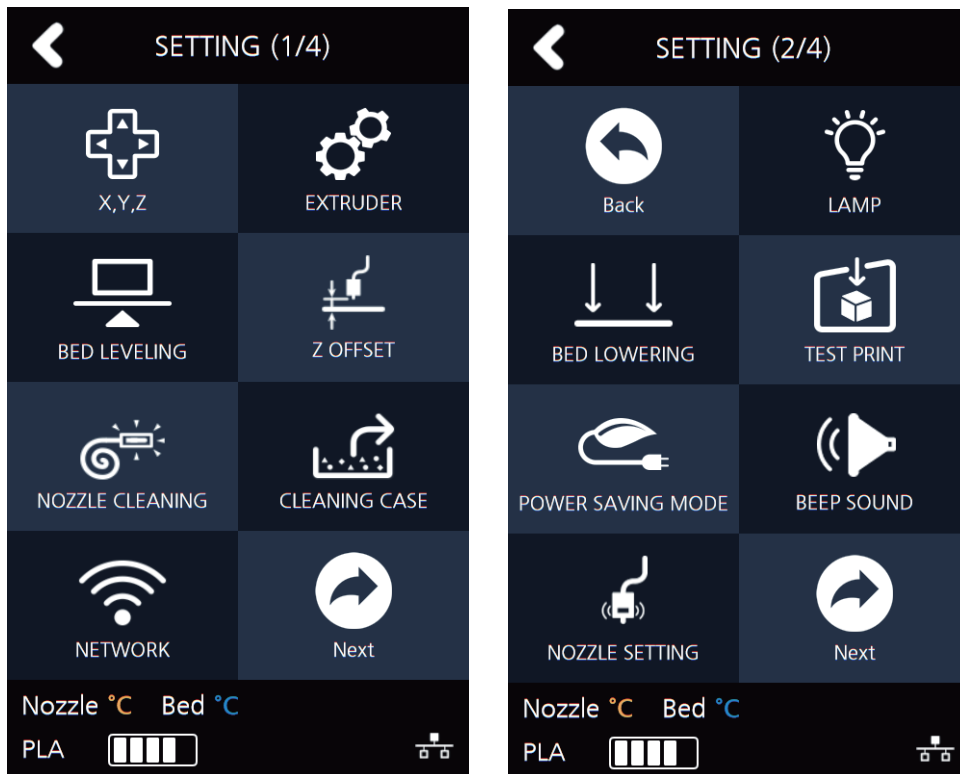 SETTING (1/4)
X,Y,Z
EXTRUDER
BED LEVELING
Z OFFSET
NOZZLE CLEANING
CLEANING CASE
NETWORK
Next
Nozzle °C Bed °C
PLA
SETTING (2/4)
Back
LAMP
BED LOWERING
TEST PRINT
POWER SAVING MODE
BEEP SOUND
NOZZLE SETTING
Next
Nozzle °C Bed °C
PLA